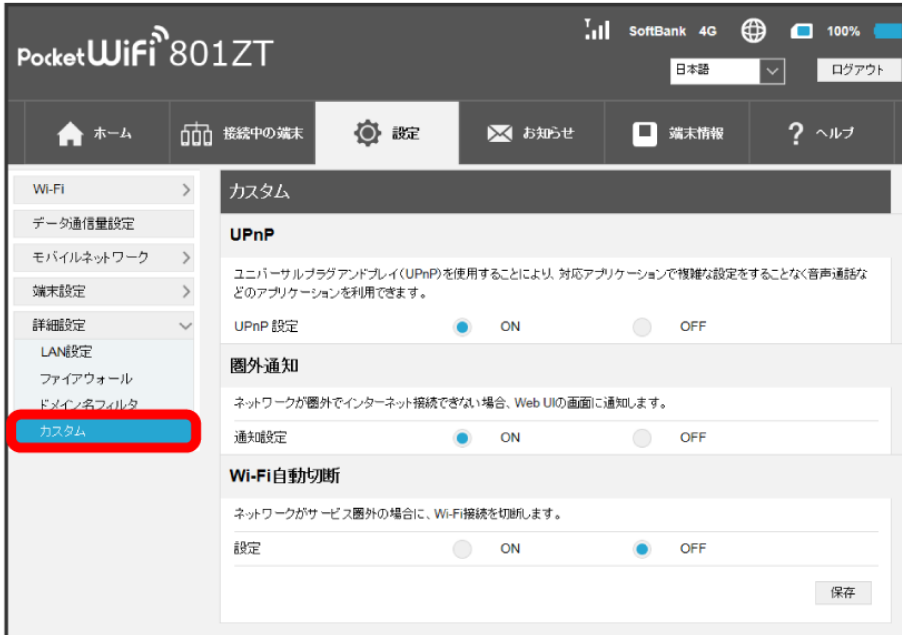 Pocket WiFi 801ZT
SoftBank 4G 100%
日本語
ログアウト
ホーム
接続中の端末
設定
お知らせ
端末情報
? ヘルプ
Wi-Fi
データ通信量設定
モバイルネットワーク
端末設定
詳細設定
LAN設定
ファイアウォール
ドメイン名フィルタ
カスタム
カスタム
UPnP
ユニバーサルプラグアンドプレイ(UPnP)を使用することにより、対応アプリケーションで複雑な設定をすることなく音声通話な
どのアプリケーションを利用できます。
UPnP 設定 ON OFF
圏外通知
ネットワークが圏外でインターネット接続できない場合、Web UIの画面に通知します。
通知設定 ON OFF
Wi-Fi自動切断
ネットワークがサービス圏外の場合に、Wi-Fi接続を切断します。
設定 ON OFF
保存